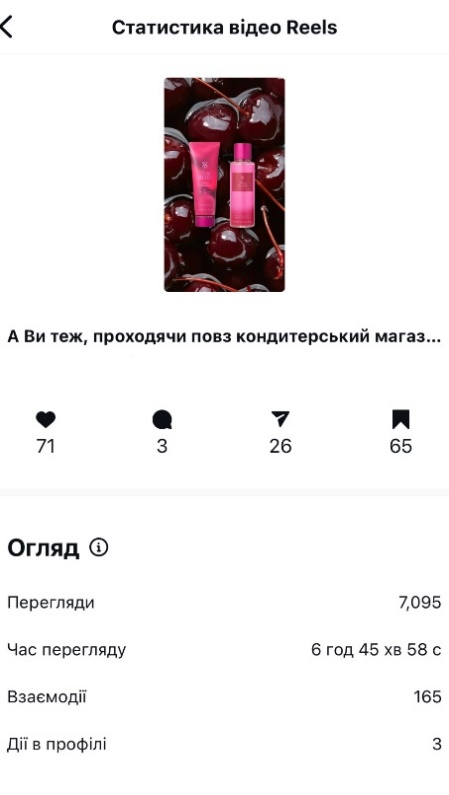 Статистика відео Reels
А Ви теж, проходячи повз кондитерський магаз...
71 3 26 65
Огляд
Перегляди 7,095
Час перегляду 6 год 45 хв 58 с
Взаємодії 165
Дії в профілі 3